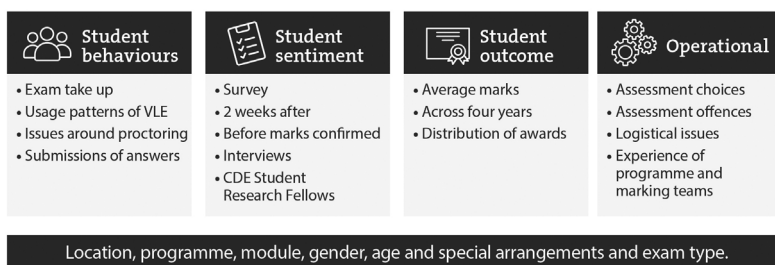 Student
behaviours
• Exam take up
• Usage patterns of VLE
• Issues around proctoring
• Submissions of answers
Student
sentiment
• Survey
• 2 weeks after
• Before marks confirmed
• Interviews
• CDE Student
Research Fellows
Student
outcome
• Average marks
• Across four years
• Distribution of awards
Operational
• Assessment choices
• Assessment offences
• Logistical issues
• Experience of
programme and
marking teams
Location, programme, module, gender, age and special arrangements and exam type.